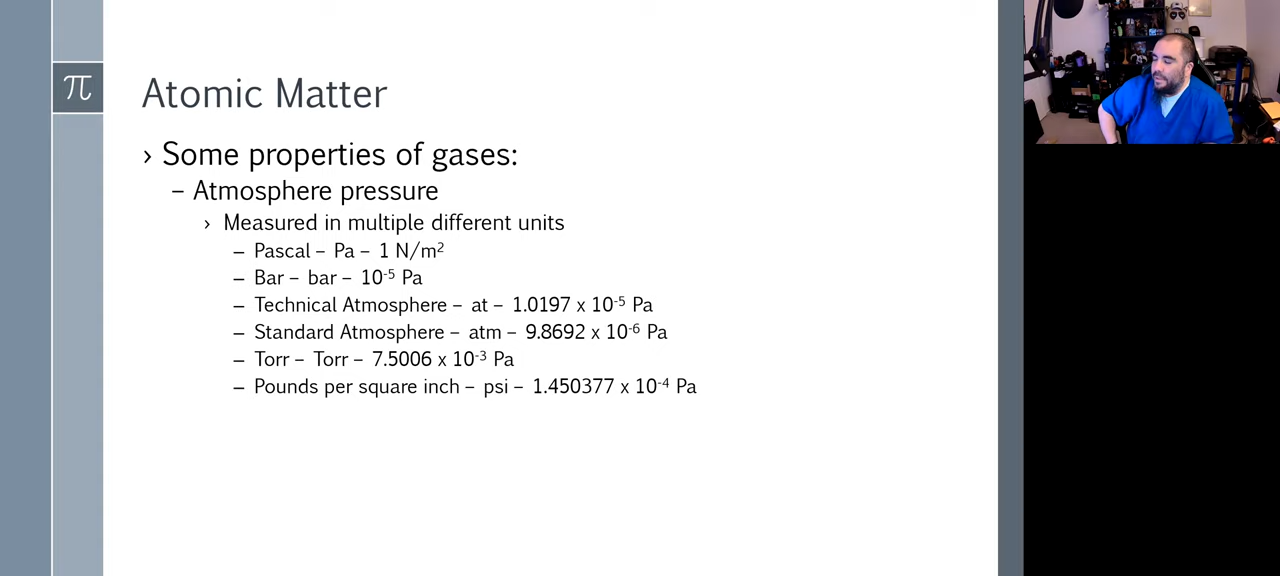 π
Atomic Matter
› Some properties of gases:
– Atmosphere pressure
› Measured in multiple different units
– Pascal – Pa – 1 N/m²
– Bar – bar – 10⁻⁵ Pa
– Technical Atmosphere – at – 1.0197 x 10⁻⁵ Pa
– Standard Atmosphere – atm – 9.8692 x 10⁻⁶ Pa
– Torr – Torr – 7.5006 x 10⁻³ Pa
– Pounds per square inch – psi – 1.450377 x 10⁻⁴ Pa